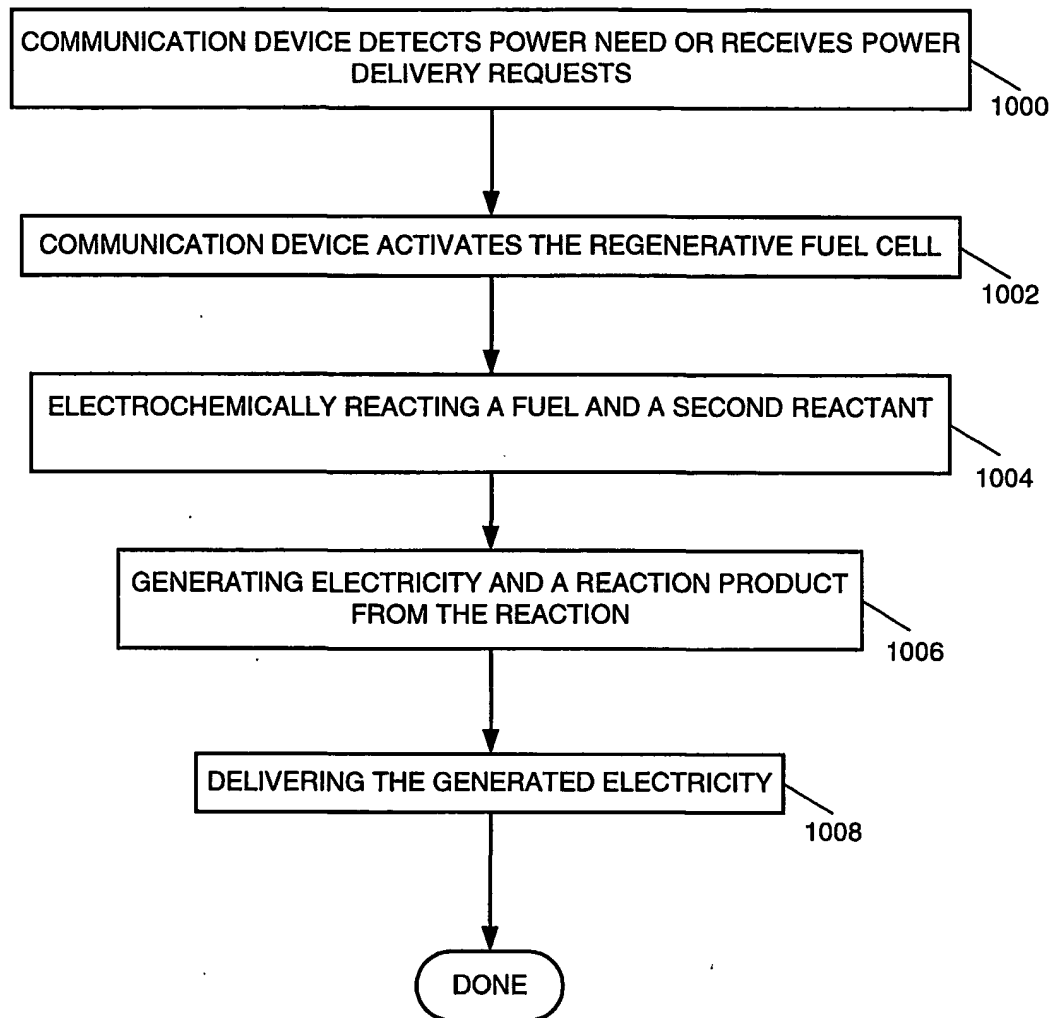 COMMUNICATION DEVICE DETECTS POWER NEED OR RECEIVES POWER
DELIVERY REQUESTS
1000
COMMUNICATION DEVICE ACTIVATES THE REGENERATIVE FUEL CELL
1002
ELECTROCHEMICALLY REACTING A FUEL AND A SECOND REACTANT
1004
GENERATING ELECTRICITY AND A REACTION PRODUCT
FROM THE REACTION
1006
DELIVERING THE GENERATED ELECTRICITY
1008
DONE